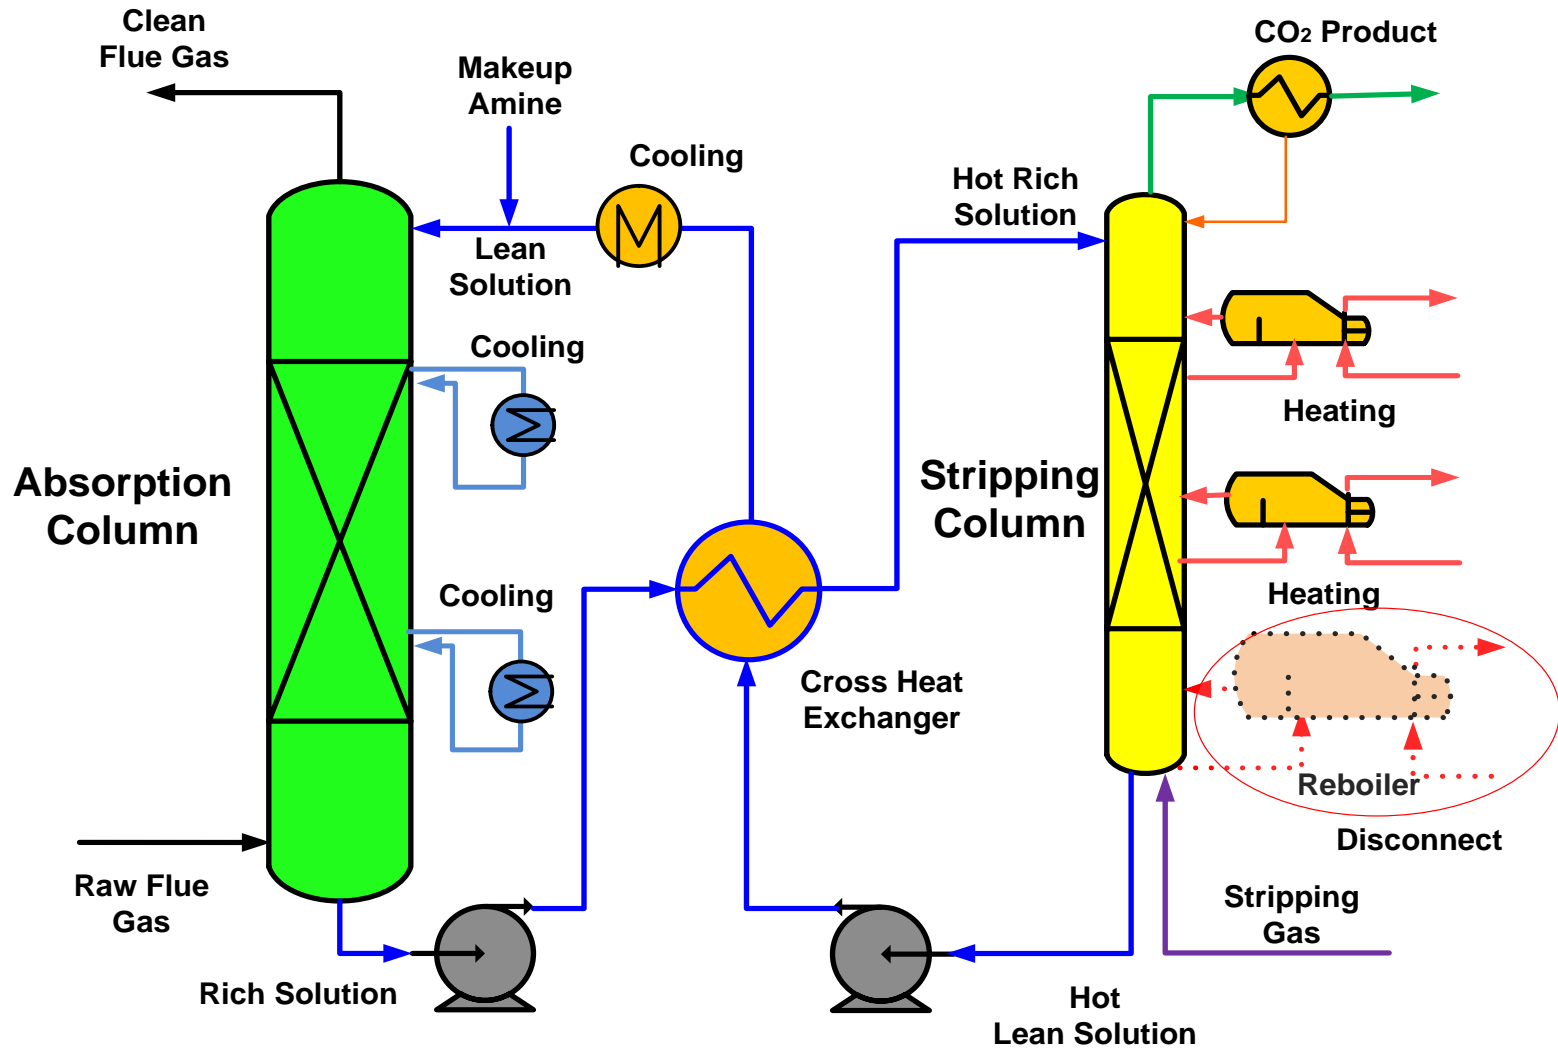 Clean
Flue Gas
Makeup
Amine
Cooling
CO₂ Product
Hot Rich
Solution
Lean
Solution
Cooling
Heating
Absorption
Column
Stripping
Column
Cooling
Heating
Cross Heat
Exchanger
Reboiler
Disconnect
Raw Flue
Gas
Stripping
Gas
Rich Solution
Hot
Lean Solution